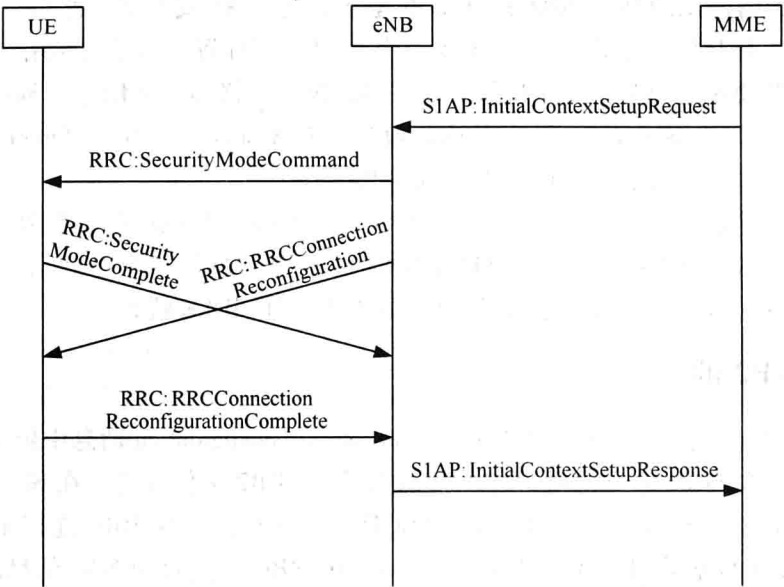 UE
eNB
MME
S1AP: InitialContextSetupRequest
RRC:SecurityModeCommand
RRC:Security
ModeComplete
RRC: RRCConnection
Reconfiguration
RRC: RRCConnection
ReconfigurationComplete
S1AP: InitialContextSetupResponse